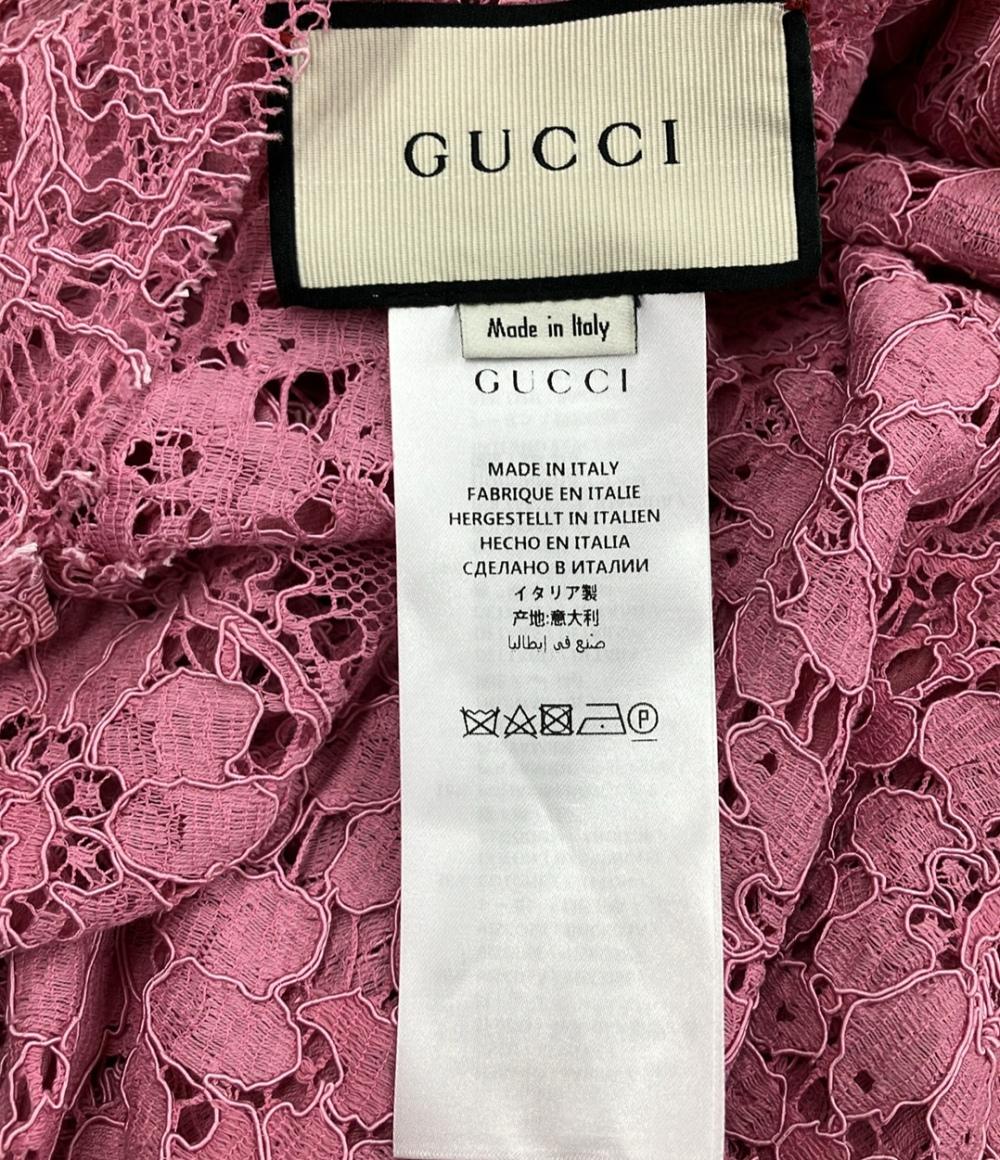 GUCCI
Made in Italy
GUCCI
MADE IN ITALY
FABRIQUE EN ITALIE
HERGESTELLT IN ITALIEN
HECHO EN ITALIA
СДЕЛАНО В ИТАЛИИ
イタリア製
产地:意大利
صنع في إيطاليا
P